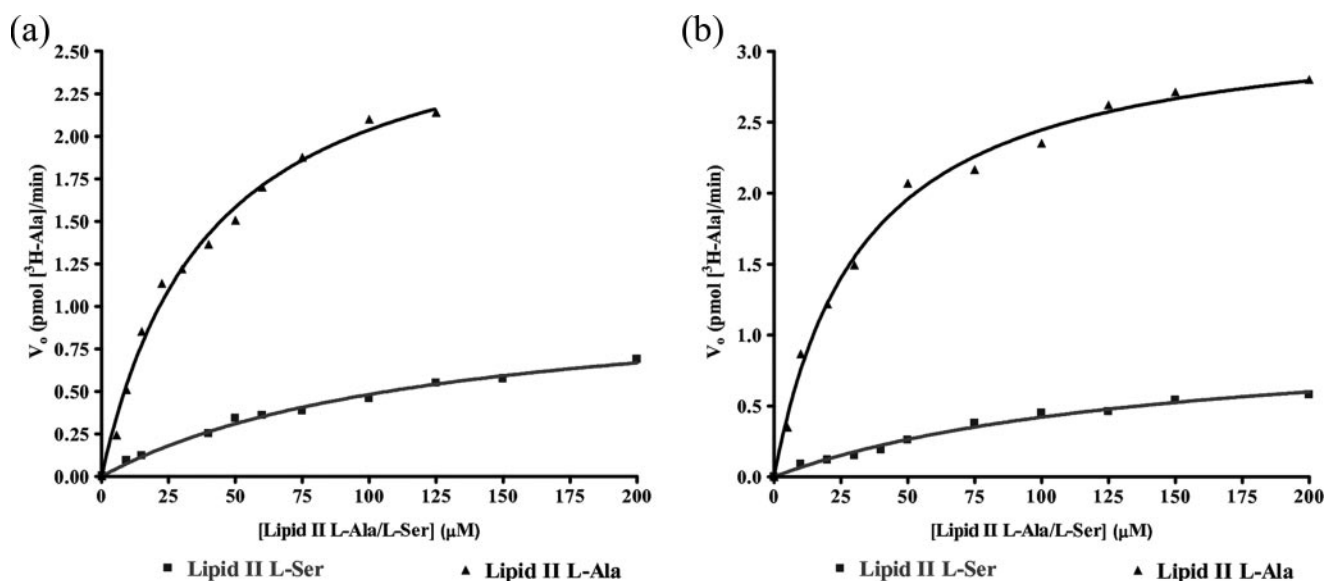 (a)
2.50
2.25
2.00
1.75
1.50
1.25
1.00
0.75
0.50
0.25
0.00
Vo (pmol [³H-Ala]/min)
0 25 50 75 100 125 150 175 200
[Lipid II L-Ala/L-Ser] (μM)
Lipid II L-Ser Lipid II L-Ala
(b)
3.0
2.5
2.0
1.5
1.0
0.5
0.0
Vo (pmol [³H-Ala]/min)
0 25 50 75 100 125 150 175 200
[Lipid II L-Ala/L-Ser] (μM)
Lipid II L-Ser Lipid II L-Ala